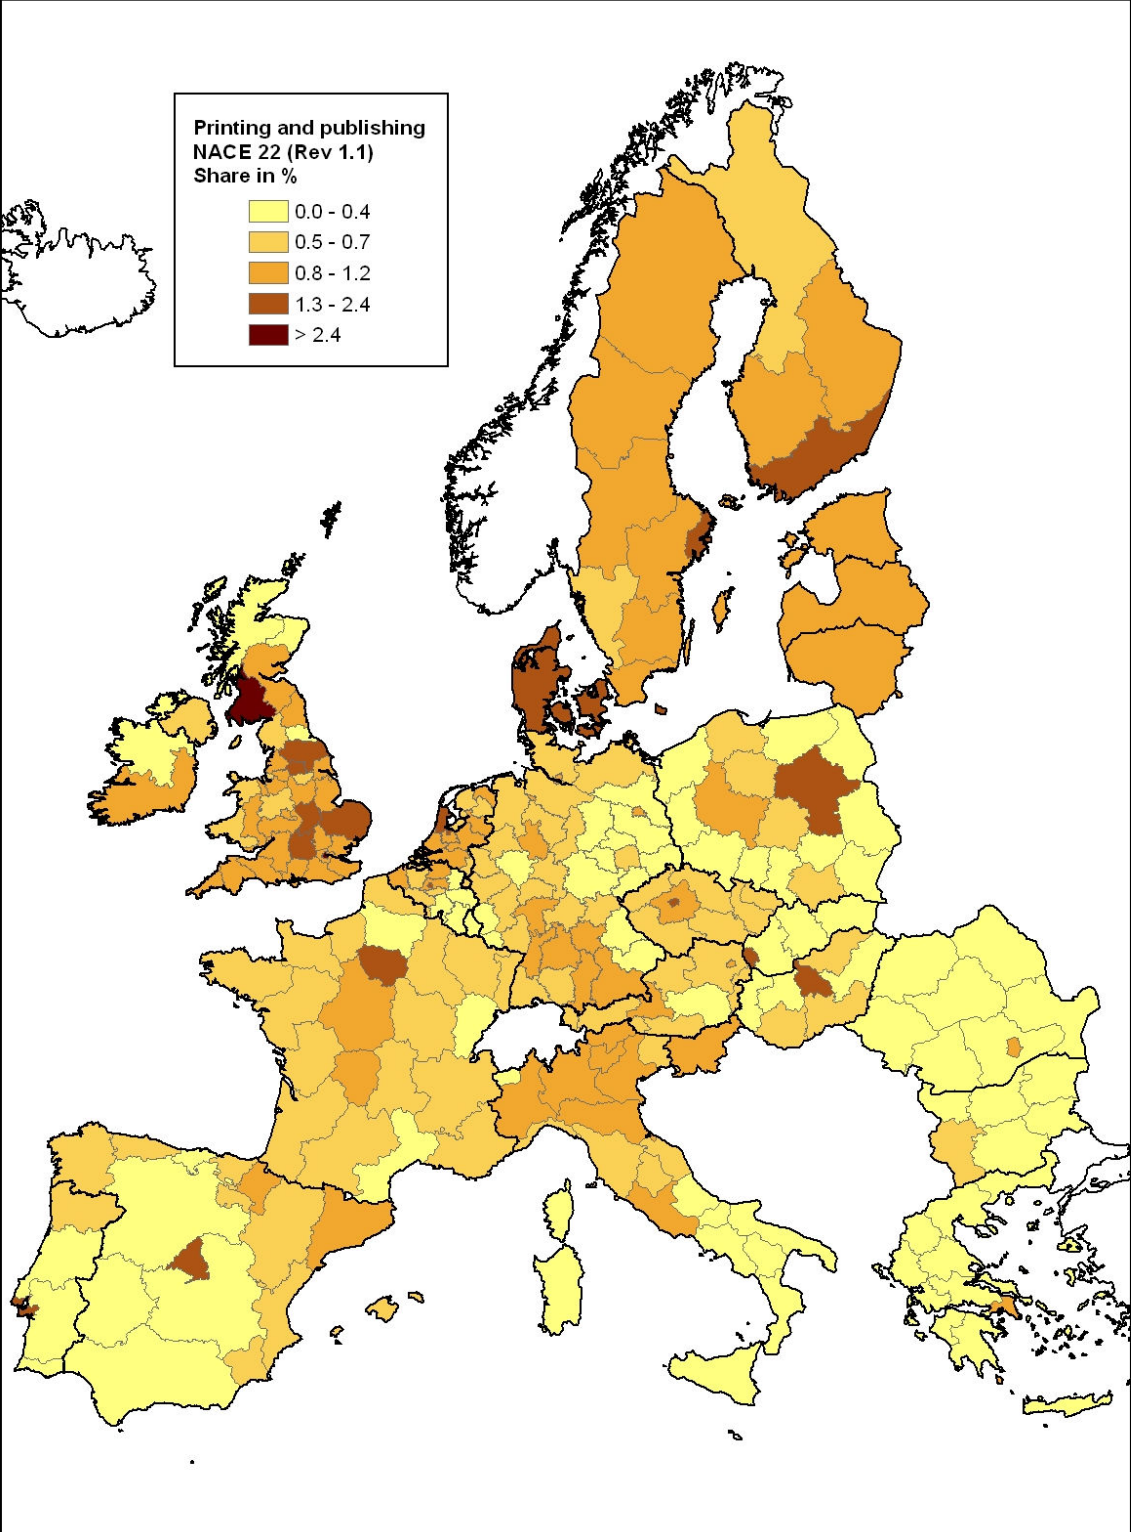 Printing and publishing
NACE 22 (Rev 1.1)
Share in %
0.0 - 0.4
0.5 - 0.7
0.8 - 1.2
1.3 - 2.4
> 2.4